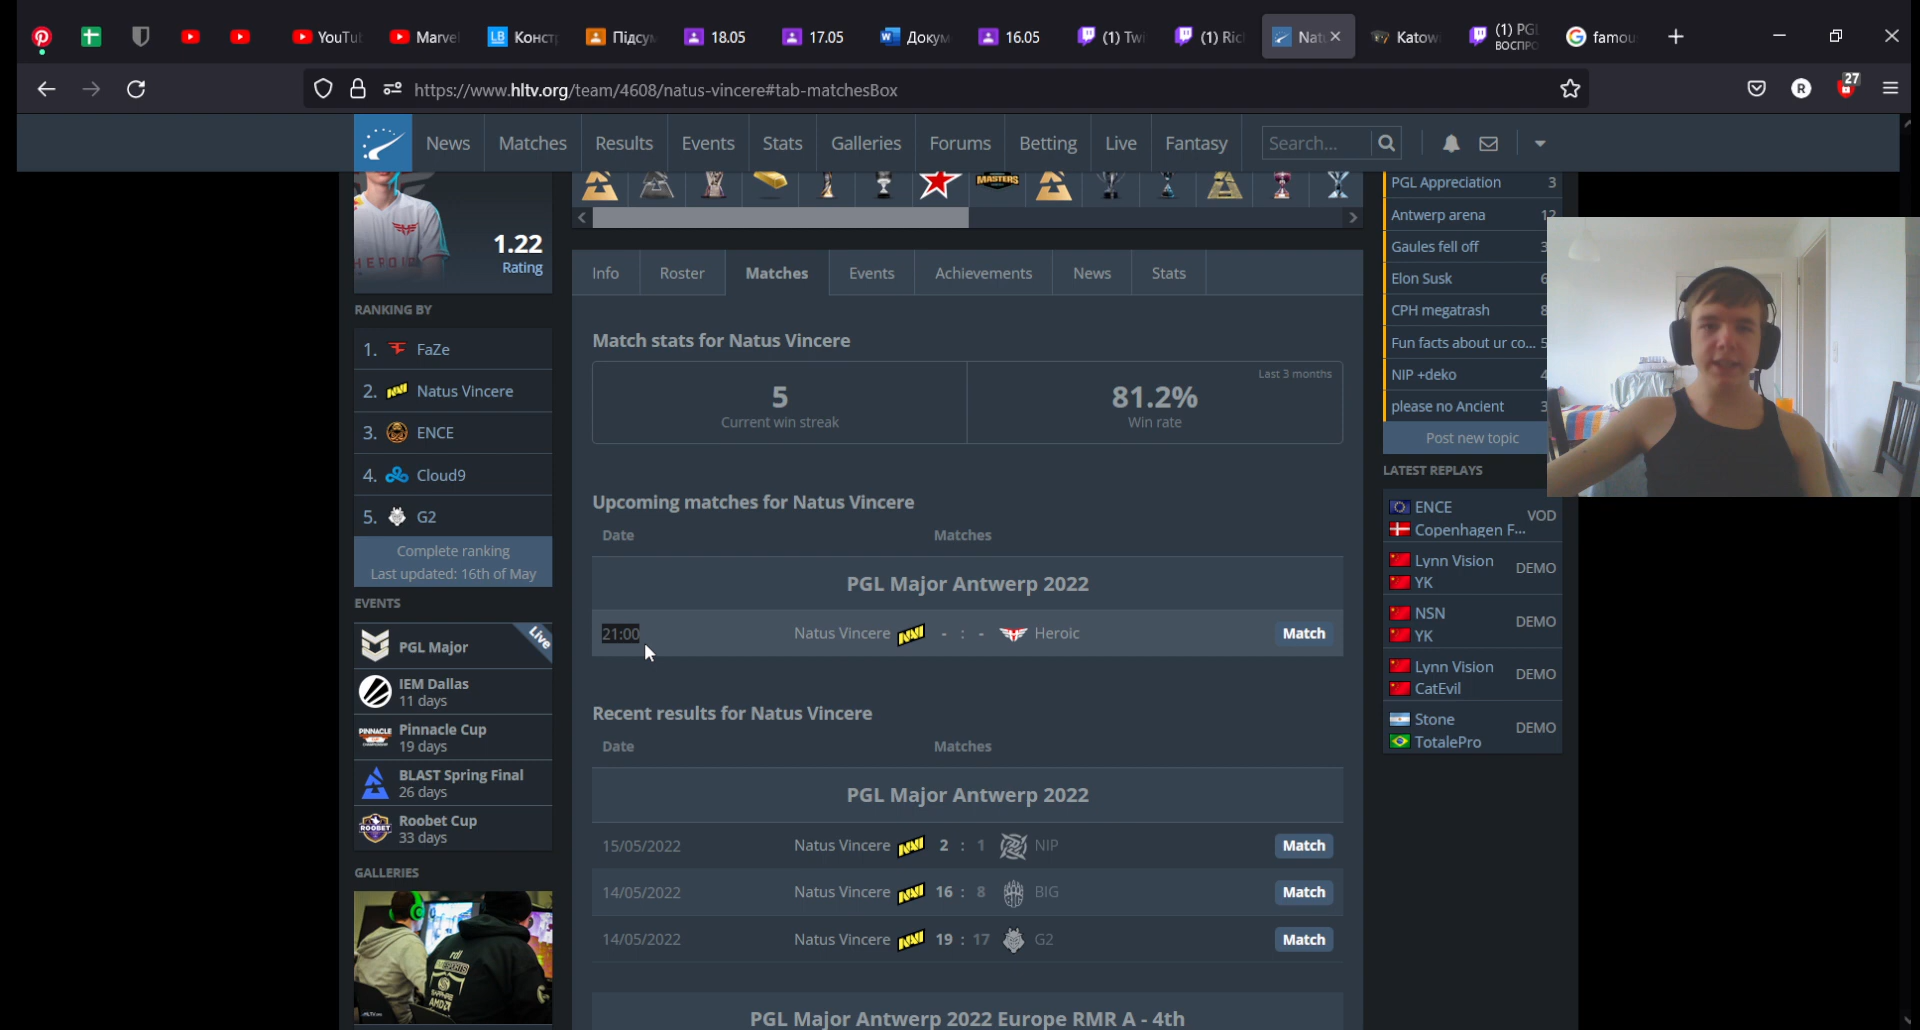 YouTu
Marve
Конст
Підсум
18.05
17.05
Докум
16.05
(1) Twi
(1) Ric
Nat
Katow
(1) PGL
ВОСПРО
famou
https://www.hltv.org/team/4608/natus-vincere#tab-matchesBox
R
27
News
Matches
Results
Events
Stats
Galleries
Forums
Betting
Live
Fantasy
Search...
MASTERS
HEROIC
1.22
Rating
RANKING BY
1. FaZe
2. Natus Vincere
3. ENCE
4. Cloud9
5. G2
Complete ranking
Last updated: 16th of May
EVENTS
PGL Major
Live
IEM Dallas
11 days
Pinnacle Cup
19 days
BLAST Spring Final
26 days
Roobet Cup
33 days
GALLERIES
Info
Roster
Matches
Events
Achievements
News
Stats
Match stats for Natus Vincere
5
Current win streak
Last 3 months
81.2%
Win rate
Upcoming matches for Natus Vincere
Date Matches
PGL Major Antwerp 2022
21:00 Natus Vincere - : - Heroic Match
Recent results for Natus Vincere
Date Matches
PGL Major Antwerp 2022
15/05/2022 Natus Vincere 2 : 1 NIP Match
14/05/2022 Natus Vincere 16 : 8 BIG Match
14/05/2022 Natus Vincere 19 : 17 G2 Match
PGL Major Antwerp 2022 Europe RMR A - 4th
PGL Appreciation 3
Antwerp arena 12
Gaules fell off
Elon Susk
CPH megatrash
Fun facts about ur co...
NIP +deko
please no Ancient
Post new topic
LATEST REPLAYS
ENCE
Copenhagen F...
VOD
Lynn Vision
YK
DEMO
NSN
YK
DEMO
Lynn Vision
CatEvil
DEMO
Stone
TotalePro
DEMO